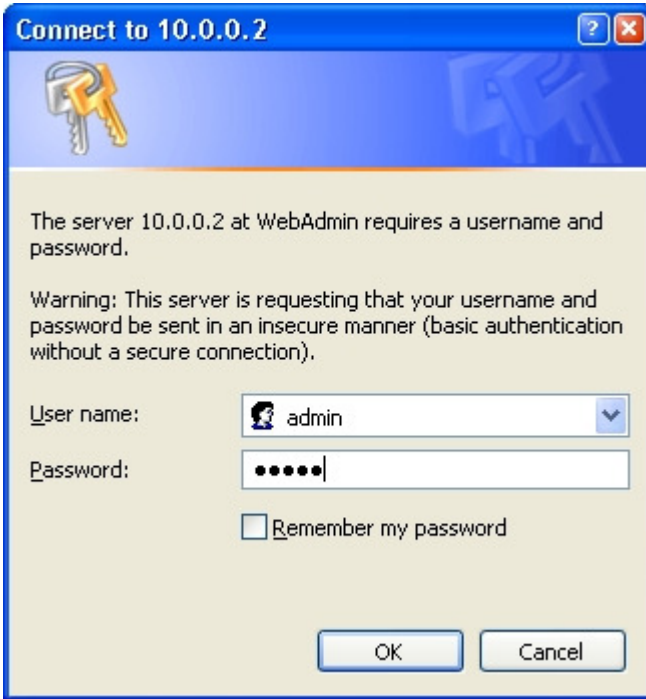 Connect to 10.0.0.2
The server 10.0.0.2 at WebAdmin requires a username and
password.
Warning: This server is requesting that your username and
password be sent in an insecure manner (basic authentication
without a secure connection).
User name: admin
Password: •••••
Remember my password
OK Cancel